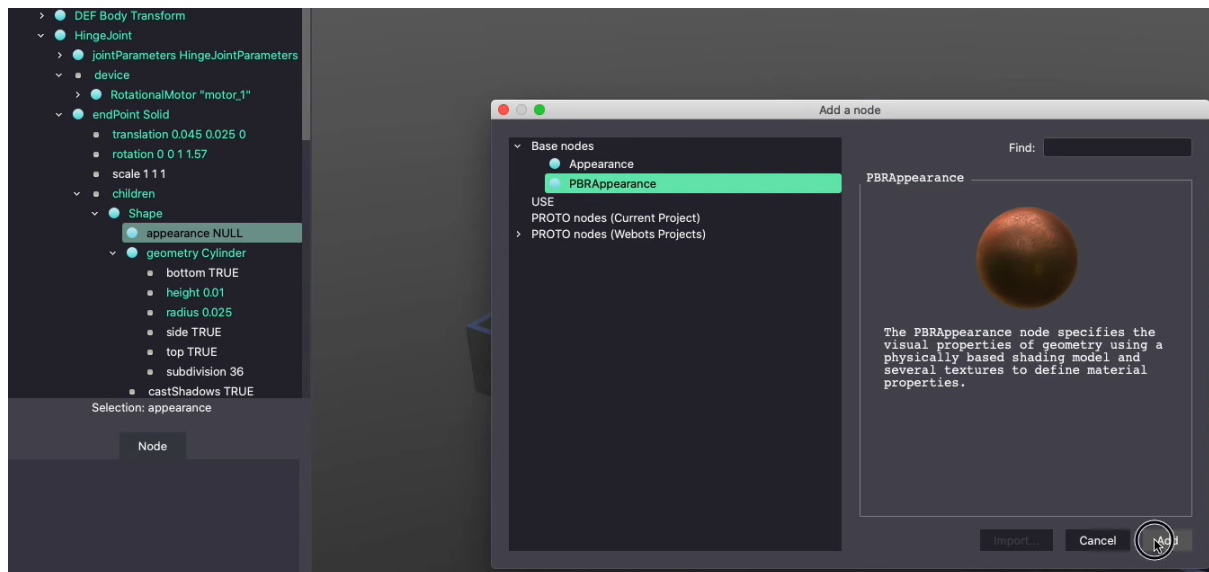 DEF Body Transform
HingeJoint
jointParameters HingeJointParameters
device
RotationalMotor "motor_1"
endPoint Solid
translation 0.045 0.025 0
rotation 0 0 1 1.57
scale 1 1 1
children
Shape
appearance NULL
geometry Cylinder
bottom TRUE
height 0.01
radius 0.025
side TRUE
top TRUE
subdivision 36
castShadows TRUE
Selection: appearance
Node
Add a node
Base nodes
Appearance
PBRAppearance
USE
PROTO nodes (Current Project)
PROTO nodes (Webots Projects)
Find:
PBRAppearance
The PBRAppearance node specifies the
visual properties of geometry using a
physically based shading model and
several textures to define material
properties.
Import...
Cancel
Add